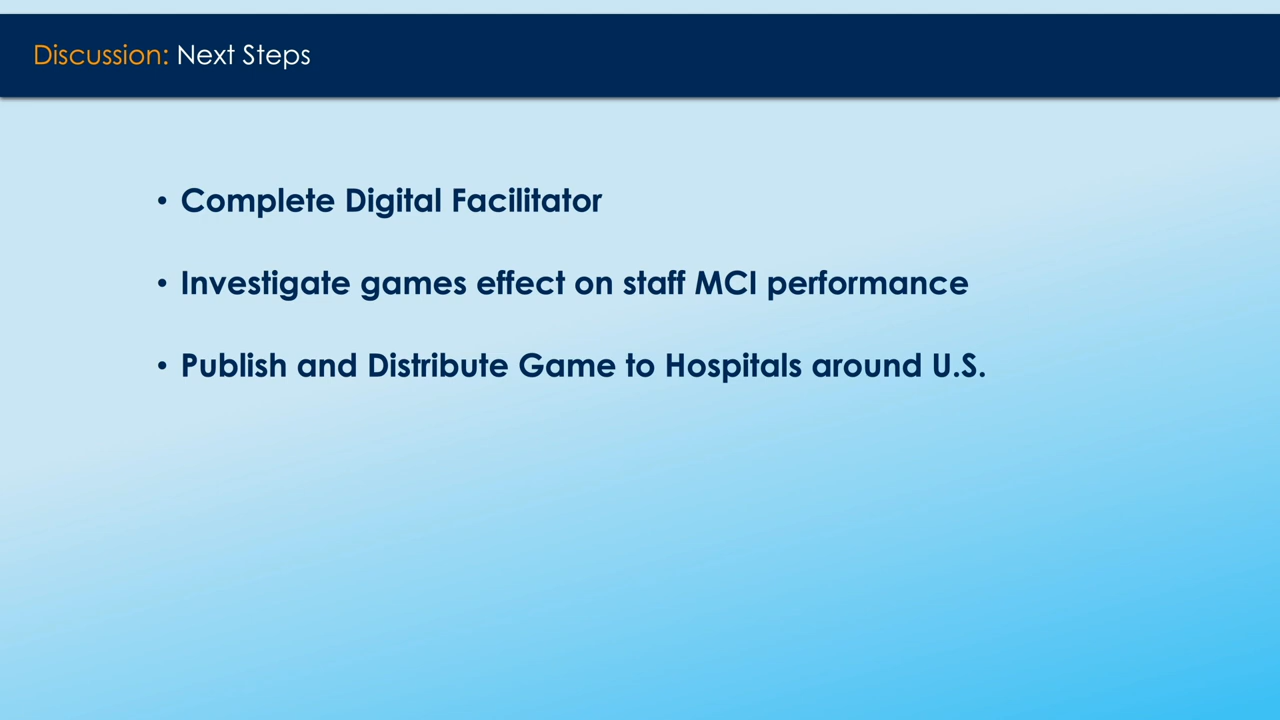 Discussion: Next Steps
• Complete Digital Facilitator
• Investigate games effect on staff MCI performance
• Publish and Distribute Game to Hospitals around U.S.